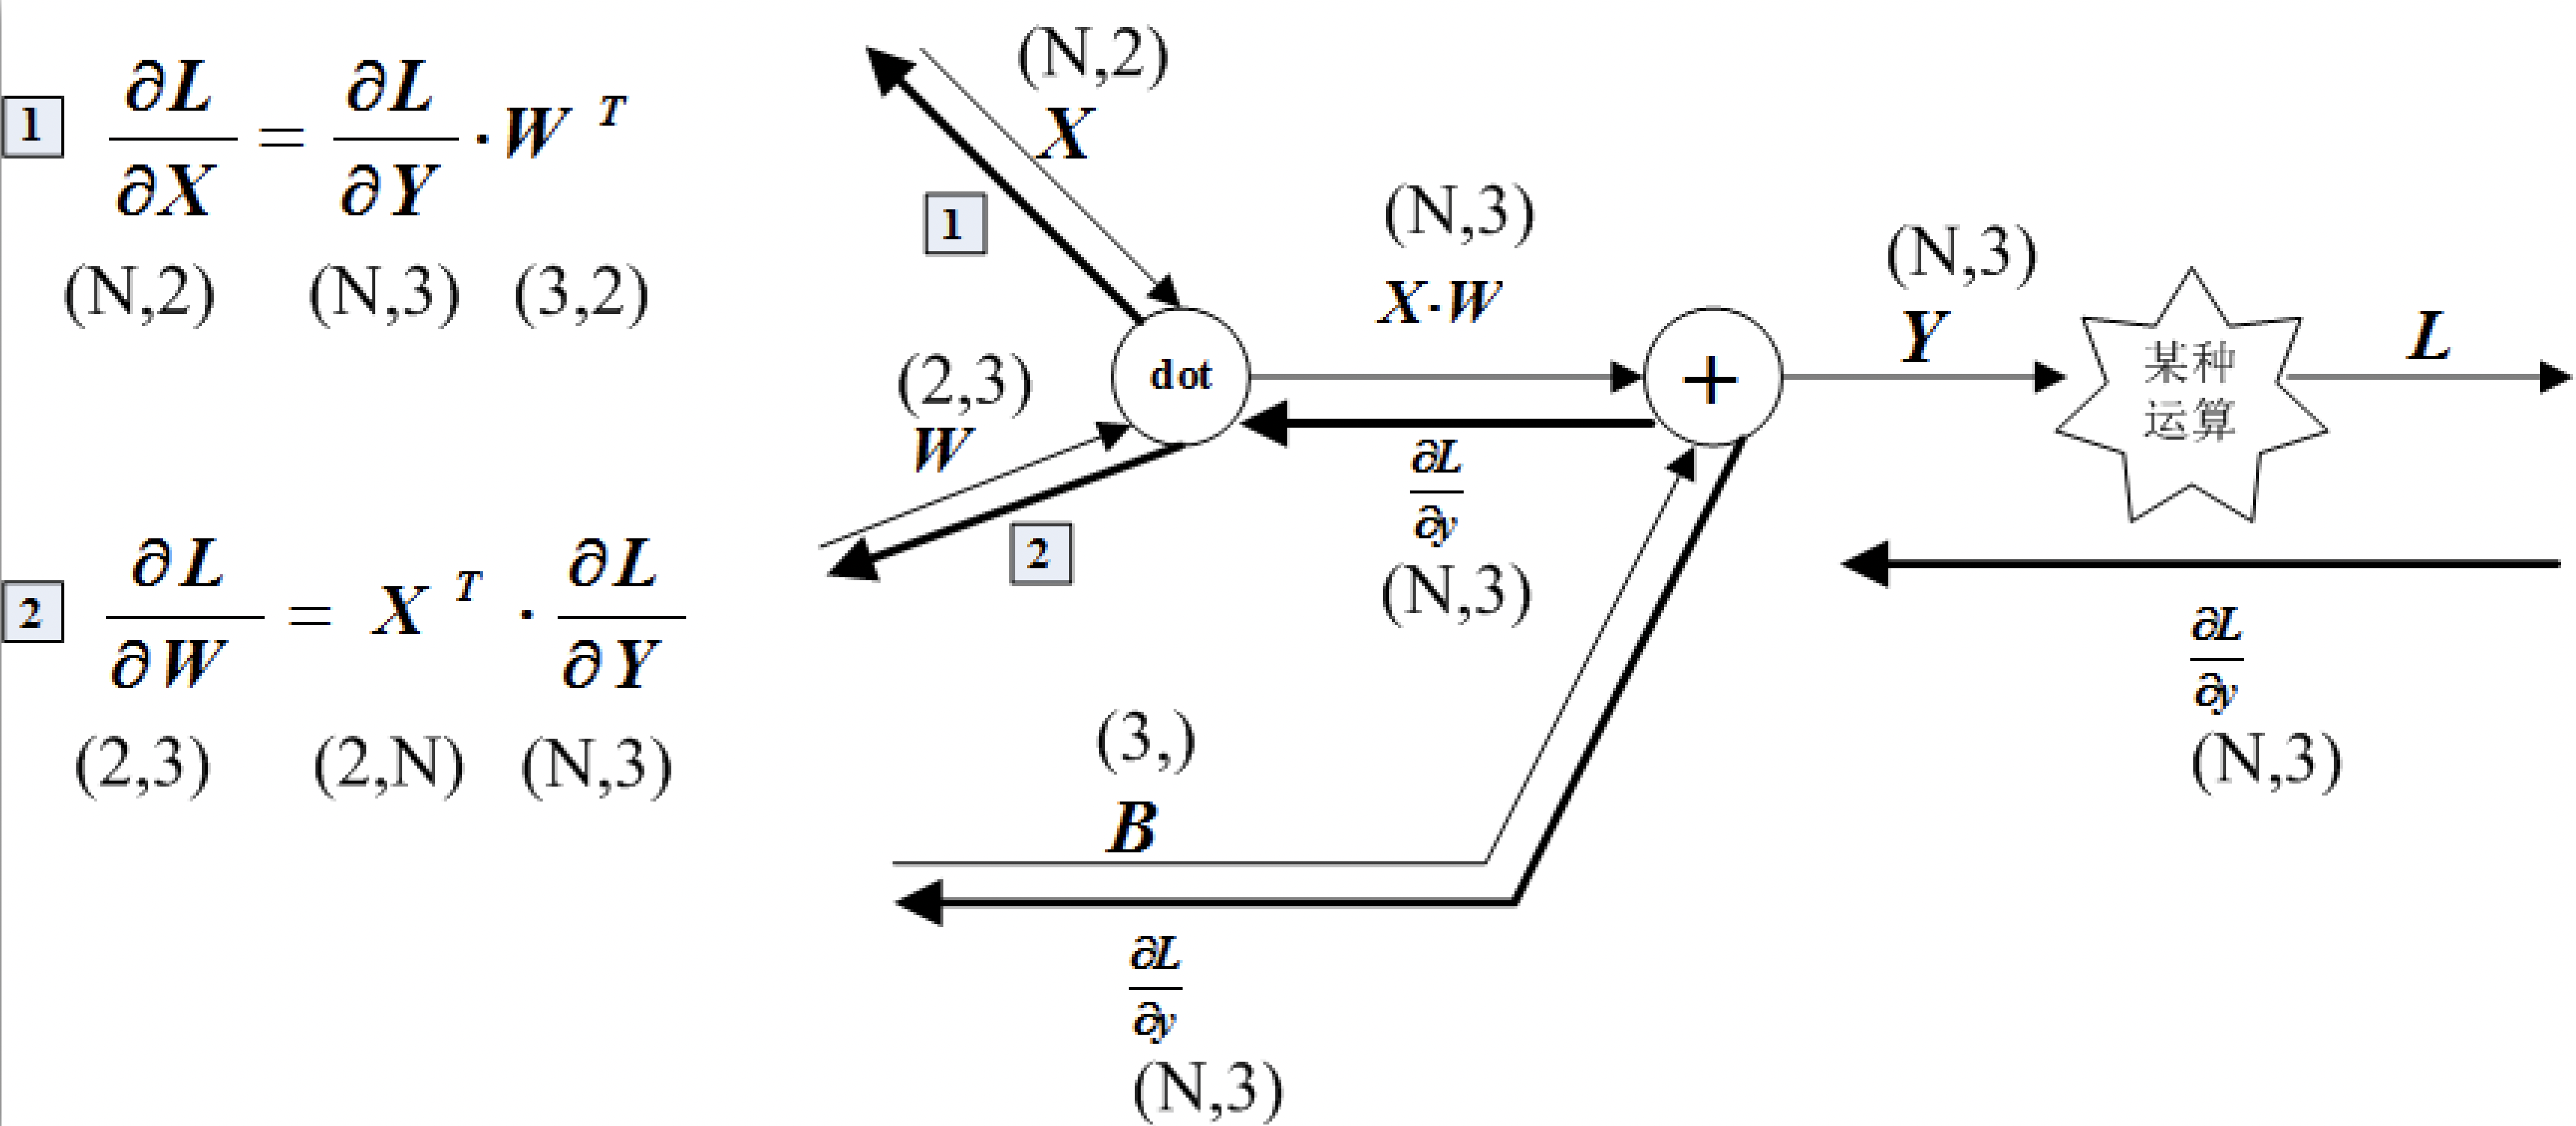 1 ∂L/∂X = ∂L/∂Y · W^T
(N,2) (N,3) (3,2)
2 ∂L/∂W = X^T · ∂L/∂Y
(2,3) (2,N) (N,3)
(N,2)
X
1
(2,3)
W
2
dot
(N,3)
X·W
∂L/∂y
(N,3)
+
(3,)
B
∂L/∂y
(N,3)
(N,3)
Y
某种
运算
L
∂L/∂y
(N,3)